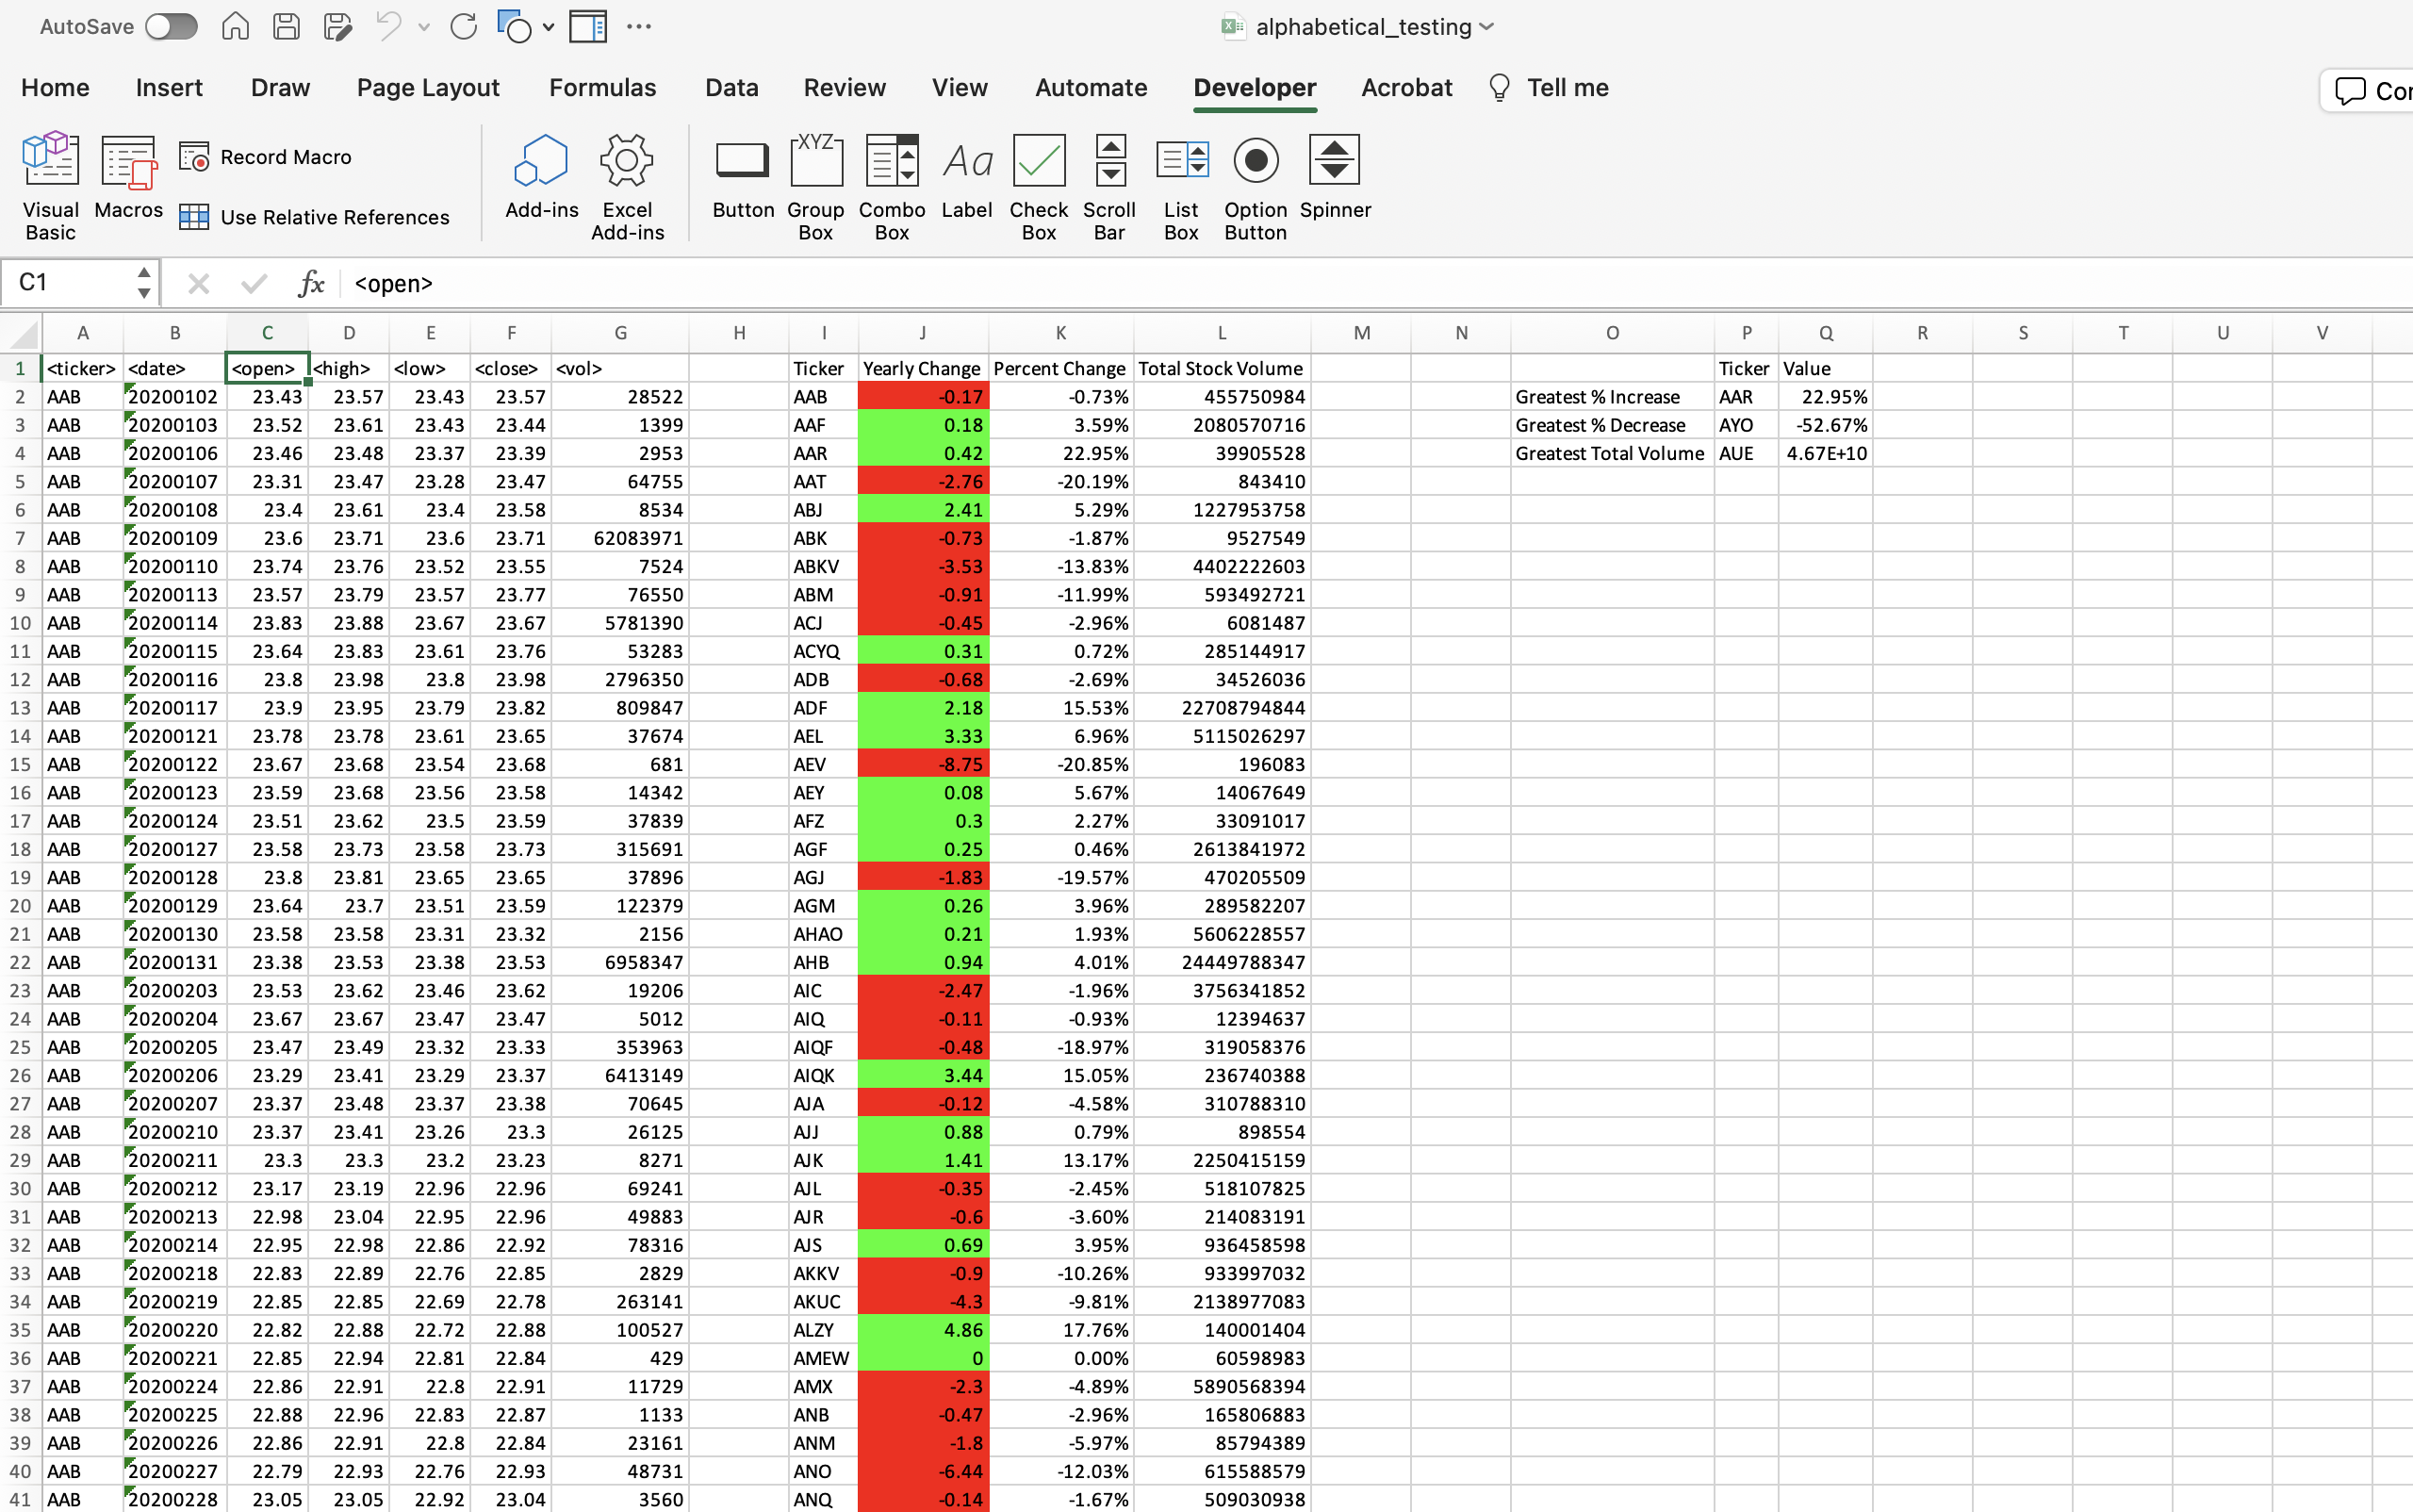 AutoSave alphabetical_testing
Home Insert Draw Page Layout Formulas Data Review View Automate Developer Acrobat Tell me
Visual Basic Macros Record Macro Use Relative References Add-ins Excel Add-ins Button XYZ Group Box Combo Box Aa Label Check Box Scroll Bar List Box Option Button Spinner
C1 fx <open>
A B C D E F G H I J K L M N O P Q R S T U V
1 <ticker> <date> <open> <high> <low> <close> <vol> Ticker Yearly Change Percent Change Total Stock Volume Ticker Value
2 AAB 20200102 23.43 23.57 23.43 23.57 28522 AAB -0.17 -0.73% 455750984 Greatest % Increase AAR 22.95%
3 AAB 20200103 23.52 23.61 23.43 23.44 1399 AAF 0.18 3.59% 2080570716 Greatest % Decrease AYO -52.67%
4 AAB 20200106 23.46 23.48 23.37 23.39 2953 AAR 0.42 22.95% 39905528 Greatest Total Volume AUE 4.67E+10
5 AAB 20200107 23.31 23.47 23.28 23.47 64755 AAT -2.76 -20.19% 843410
6 AAB 20200108 23.4 23.61 23.4 23.58 8534 ABJ 2.41 5.29% 1227953758
7 AAB 20200109 23.6 23.71 23.6 23.71 62083971 ABK -0.73 -1.87% 9527549
8 AAB 20200110 23.74 23.76 23.52 23.55 7524 ABKV -3.53 -13.83% 4402222603
9 AAB 20200113 23.57 23.79 23.57 23.77 76550 ABM -0.91 -11.99% 593492721
10 AAB 20200114 23.83 23.88 23.67 23.67 5781390 ACJ -0.45 -2.96% 6081487
11 AAB 20200115 23.64 23.83 23.61 23.76 53283 ACYQ 0.31 0.72% 285144917
12 AAB 20200116 23.8 23.98 23.8 23.98 2796350 ADB -0.68 -2.69% 34526036
13 AAB 20200117 23.9 23.95 23.79 23.82 809847 ADF 2.18 15.53% 22708794844
14 AAB 20200121 23.78 23.78 23.61 23.65 37674 AEL 3.33 6.96% 5115026297
15 AAB 20200122 23.67 23.68 23.54 23.68 681 AEV -8.75 -20.85% 196083
16 AAB 20200123 23.59 23.68 23.56 23.58 14342 AEY 0.08 5.67% 14067649
17 AAB 20200124 23.51 23.62 23.5 23.59 37839 AFZ 0.3 2.27% 33091017
18 AAB 20200127 23.58 23.73 23.58 23.73 315691 AGF 0.25 0.46% 2613841972
19 AAB 20200128 23.8 23.81 23.65 23.65 37896 AGJ -1.83 -19.57% 470205509
20 AAB 20200129 23.64 23.7 23.51 23.59 122379 AGM 0.26 3.96% 289582207
21 AAB 20200130 23.58 23.58 23.31 23.32 2156 AHAO 0.21 1.93% 5606228557
22 AAB 20200131 23.38 23.53 23.38 23.53 6958347 AHB 0.94 4.01% 24449788347
23 AAB 20200203 23.53 23.62 23.46 23.62 19206 AIC -2.47 -1.96% 3756341852
24 AAB 20200204 23.67 23.67 23.47 23.47 5012 AIQ -0.11 -0.93% 12394637
25 AAB 20200205 23.47 23.49 23.32 23.33 353963 AIQF -0.48 -18.97% 319058376
26 AAB 20200206 23.29 23.41 23.29 23.37 6413149 AIQK 3.44 15.05% 236740388
27 AAB 20200207 23.37 23.48 23.37 23.38 70645 AJA -0.12 -4.58% 310788310
28 AAB 20200210 23.37 23.41 23.26 23.3 26125 AJJ 0.88 0.79% 898554
29 AAB 20200211 23.3 23.3 23.2 23.23 8271 AJK 1.41 13.17% 2250415159
30 AAB 20200212 23.17 23.19 22.96 22.96 69241 AJL -0.35 -2.45% 518107825
31 AAB 20200213 22.98 23.04 22.95 22.96 49883 AJR -0.6 -3.60% 214083191
32 AAB 20200214 22.95 22.98 22.86 22.92 78316 AJS 0.69 3.95% 936458598
33 AAB 20200218 22.83 22.89 22.76 22.85 2829 AKKV -0.9 -10.26% 933997032
34 AAB 20200219 22.85 22.85 22.69 22.78 263141 AKUC -4.3 -9.81% 2138977083
35 AAB 20200220 22.82 22.88 22.72 22.88 100527 ALZY 4.86 17.76% 140001404
36 AAB 20200221 22.85 22.94 22.81 22.84 429 AMEW 0 0.00% 60598983
37 AAB 20200224 22.86 22.91 22.8 22.91 11729 AMX -2.3 -4.89% 5890568394
38 AAB 20200225 22.88 22.96 22.83 22.87 1133 ANB -0.47 -2.96% 165806883
39 AAB 20200226 22.86 22.91 22.8 22.84 23161 ANM -1.8 -5.97% 85794389
40 AAB 20200227 22.79 22.93 22.76 22.93 48731 ANO -6.44 -12.03% 615588579
41 AAB 20200228 23.05 23.05 22.92 23.04 3560 ANQ -0.14 -1.67% 509030938